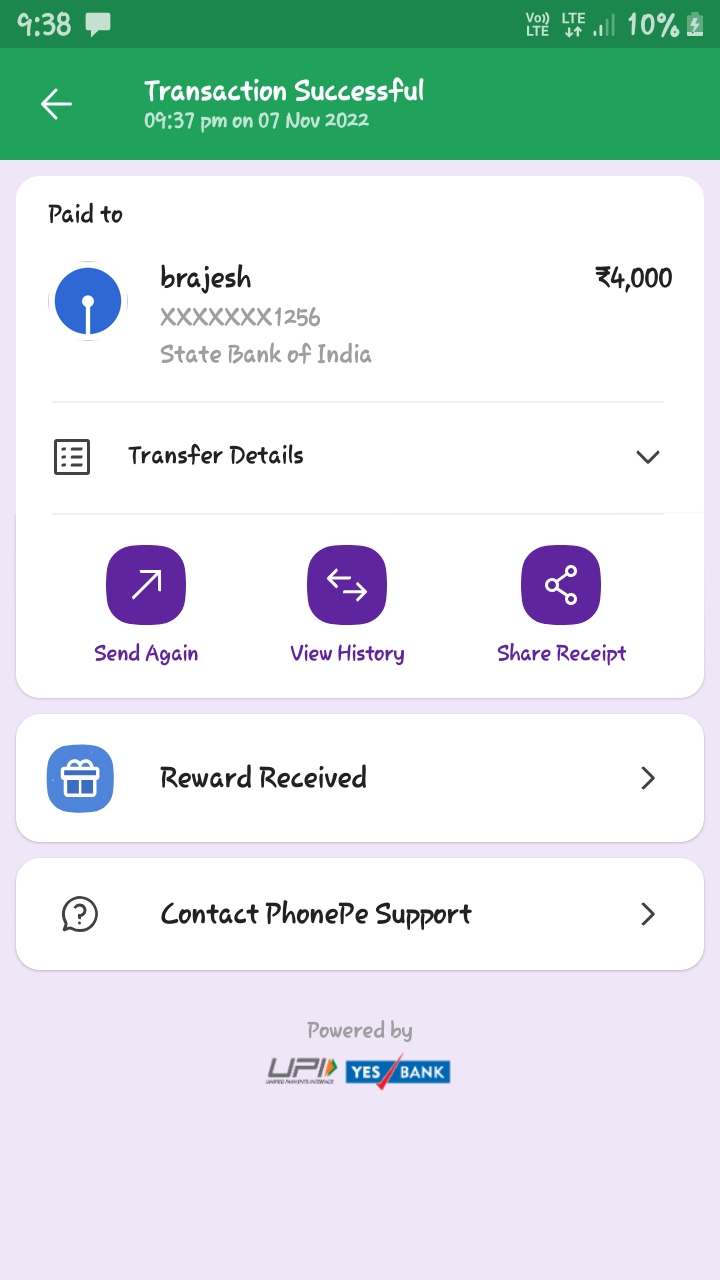 9:38
Vo)) LTE LTE 10%
Transaction Successful
09:37 pm on 07 Nov 2022
Paid to
brajesh ₹4,000
XXXXXXX1256
State Bank of India
Transfer Details
Send Again View History Share Receipt
Reward Received
Contact PhonePe Support
Powered by
UPI YES BANK
UNIFIED PAYMENTS INTERFACE